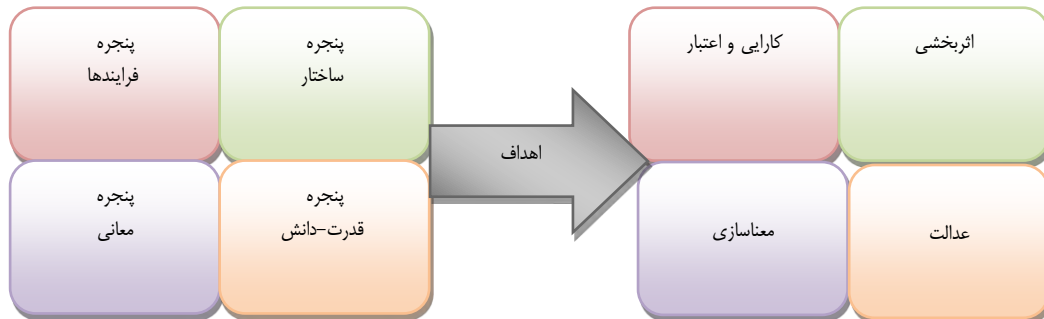 پنجره
فرایندها
پنجره
ساختار
پنجره
معانی
پنجره
قدرت-دانش
اهداف
کارایی و اعتبار
اثربخشی
معناسازی
عدالت